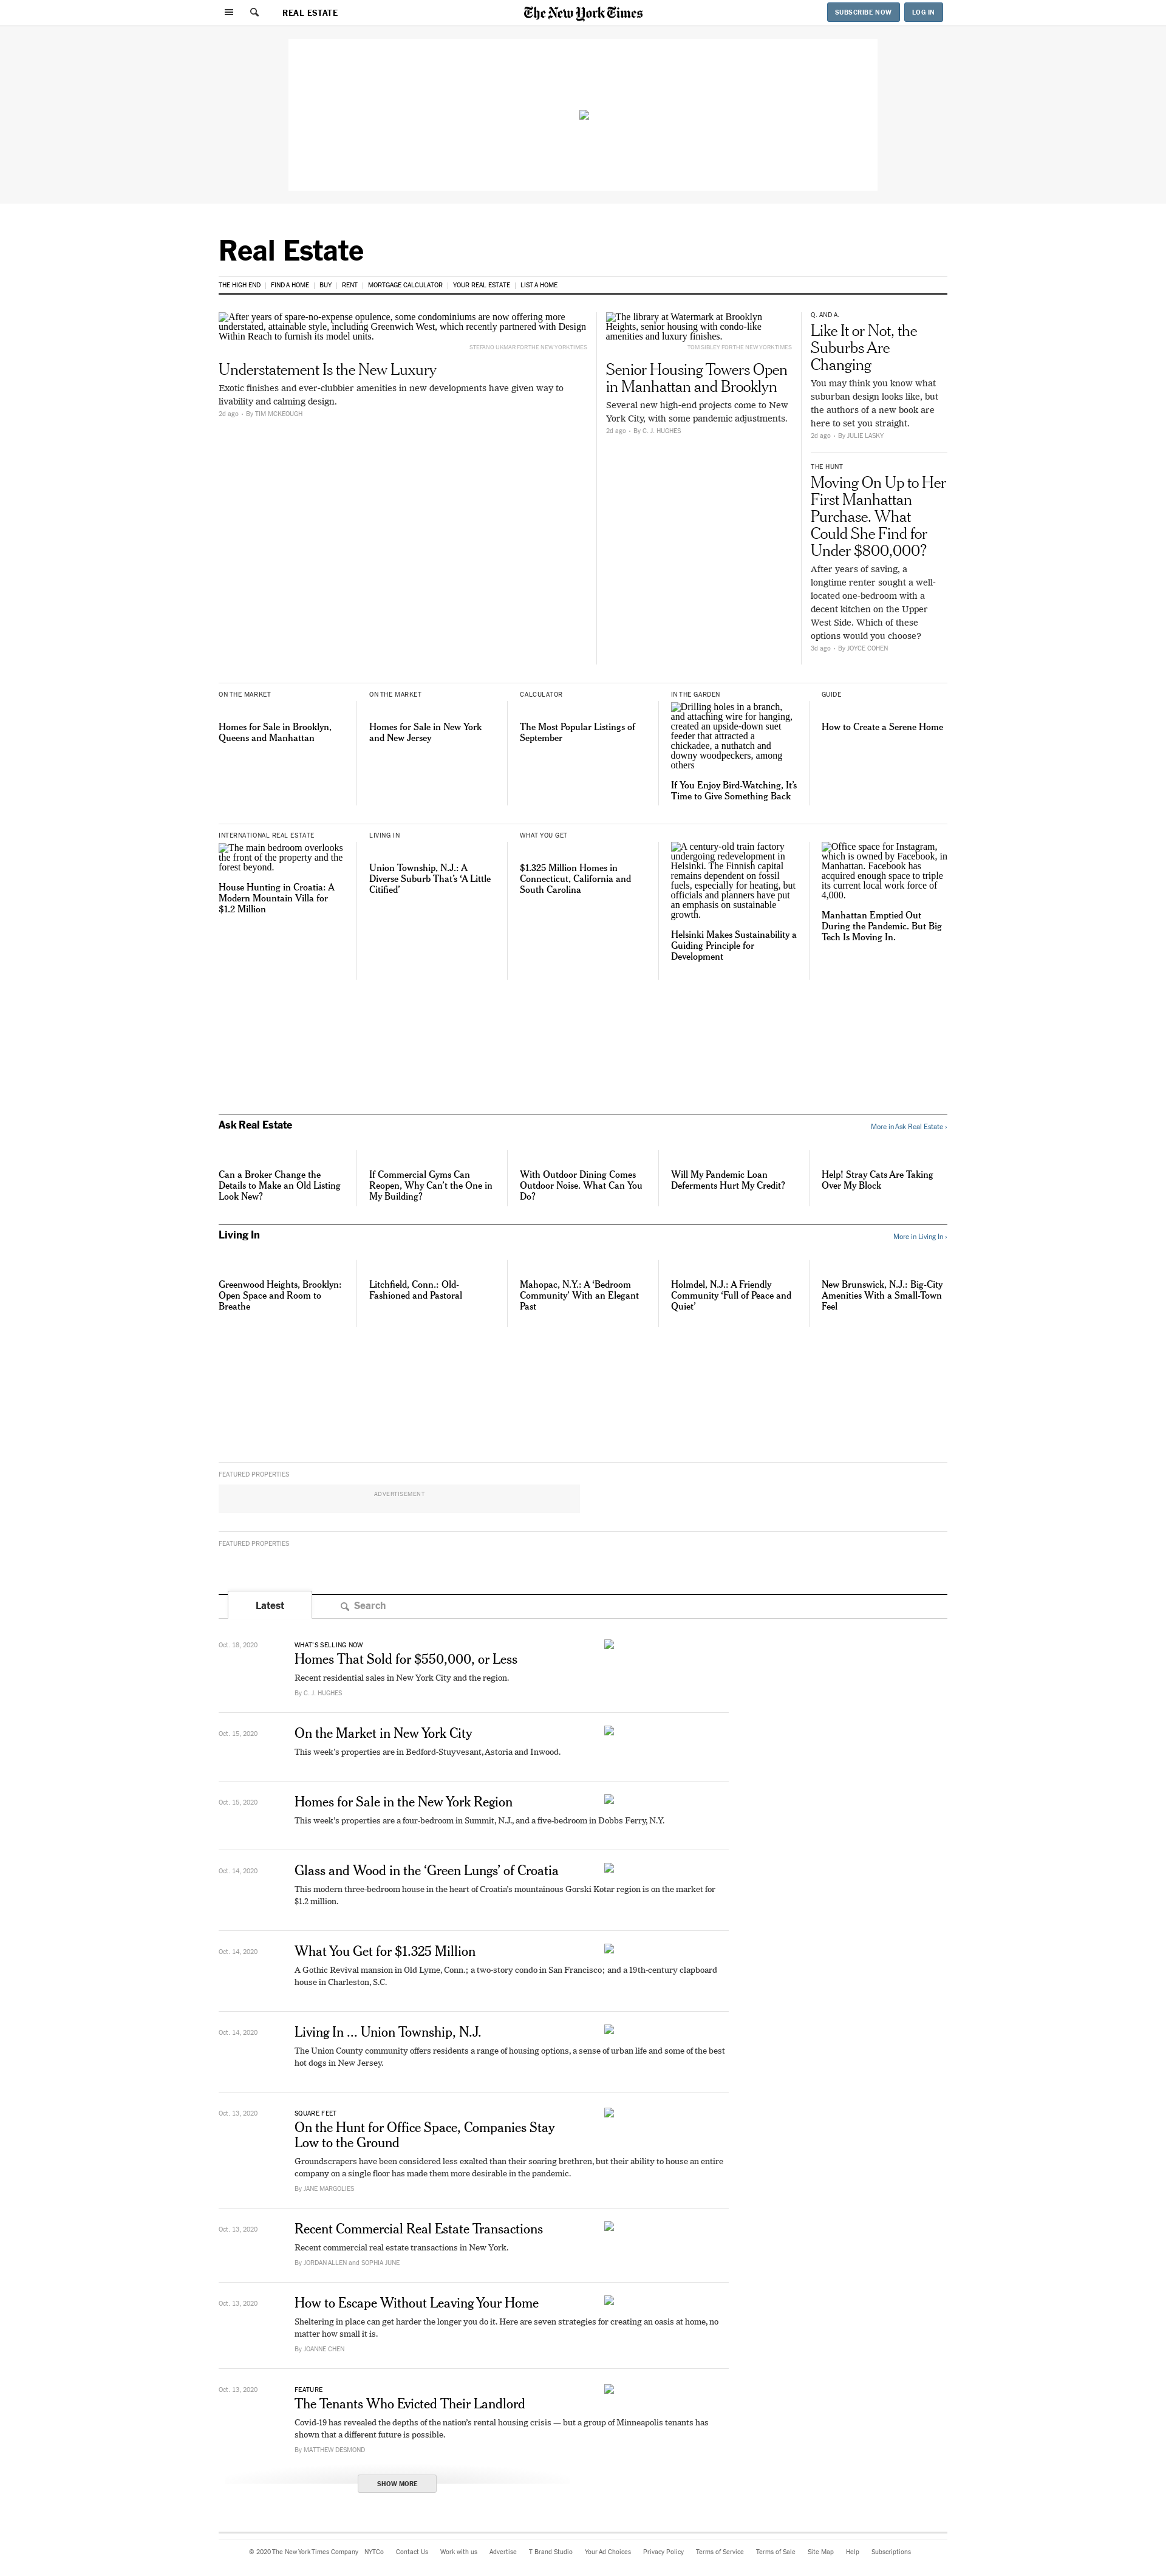 REAL ESTATE
The New York Times
SUBSCRIBE NOW
LOG IN
Real Estate
THE HIGH END | FIND A HOME | BUY | RENT | MORTGAGE CALCULATOR | YOUR REAL ESTATE | LIST A HOME
After years of spare-no-expense opulence, some condominiums are now offering more
understated, attainable style, including Greenwich West, which recently partnered with Design
Within Reach to furnish its model units.
STEFANO UKMAR FOR THE NEW YORK TIMES
Understatement Is the New Luxury
Exotic finishes and ever-clubbier amenities in new developments have given way to
livability and calming design.
2d ago • By TIM MCKEOUGH
The library at Watermark at Brooklyn
Heights, senior housing with condo-like
amenities and luxury finishes.
TOM SIBLEY FOR THE NEW YORK TIMES
Senior Housing Towers Open
in Manhattan and Brooklyn
Several new high-end projects come to New
York City, with some pandemic adjustments.
2d ago • By C. J. HUGHES
Q. AND A.
Like It or Not, the
Suburbs Are
Changing
You may think you know what
suburban design looks like, but
the authors of a new book are
here to set you straight.
2d ago • By JULIE LASKY
THE HUNT
Moving On Up to Her
First Manhattan
Purchase. What
Could She Find for
Under $800,000?
After years of saving, a
longtime renter sought a well-
located one-bedroom with a
decent kitchen on the Upper
West Side. Which of these
options would you choose?
3d ago • By JOYCE COHEN
ON THE MARKET
Homes for Sale in Brooklyn,
Queens and Manhattan
ON THE MARKET
Homes for Sale in New York
and New Jersey
CALCULATOR
The Most Popular Listings of
September
IN THE GARDEN
Drilling holes in a branch,
and attaching wire for hanging,
created an upside-down suet
feeder that attracted a
chickadee, a nuthatch and
downy woodpeckers, among
others
If You Enjoy Bird-Watching, It’s
Time to Give Something Back
GUIDE
How to Create a Serene Home
INTERNATIONAL REAL ESTATE
The main bedroom overlooks
the front of the property and the
forest beyond.
House Hunting in Croatia: A
Modern Mountain Villa for
$1.2 Million
LIVING IN
Union Township, N.J.: A
Diverse Suburb That’s ‘A Little
Citified’
WHAT YOU GET
$1.325 Million Homes in
Connecticut, California and
South Carolina
A century-old train factory
undergoing redevelopment in
Helsinki. The Finnish capital
remains dependent on fossil
fuels, especially for heating, but
officials and planners have put
an emphasis on sustainable
growth.
Helsinki Makes Sustainability a
Guiding Principle for
Development
Office space for Instagram,
which is owned by Facebook, in
Manhattan. Facebook has
acquired enough space to triple
its current local work force of
4,000.
Manhattan Emptied Out
During the Pandemic. But Big
Tech Is Moving In.
Ask Real Estate
More in Ask Real Estate ›
Can a Broker Change the
Details to Make an Old Listing
Look New?
If Commercial Gyms Can
Reopen, Why Can’t the One in
My Building?
With Outdoor Dining Comes
Outdoor Noise. What Can You
Do?
Will My Pandemic Loan
Deferments Hurt My Credit?
Help! Stray Cats Are Taking
Over My Block
Living In
More in Living In ›
Greenwood Heights, Brooklyn:
Open Space and Room to
Breathe
Litchfield, Conn.: Old-
Fashioned and Pastoral
Mahopac, N.Y.: A ‘Bedroom
Community’ With an Elegant
Past
Holmdel, N.J.: A Friendly
Community ‘Full of Peace and
Quiet’
New Brunswick, N.J.: Big-City
Amenities With a Small-Town
Feel
FEATURED PROPERTIES
ADVERTISEMENT
FEATURED PROPERTIES
Latest
Search
Oct. 18, 2020
WHAT’S SELLING NOW
Homes That Sold for $550,000, or Less
Recent residential sales in New York City and the region.
By C. J. HUGHES
Oct. 15, 2020
On the Market in New York City
This week’s properties are in Bedford-Stuyvesant, Astoria and Inwood.
Oct. 15, 2020
Homes for Sale in the New York Region
This week’s properties are a four-bedroom in Summit, N.J., and a five-bedroom in Dobbs Ferry, N.Y.
Oct. 14, 2020
Glass and Wood in the ‘Green Lungs’ of Croatia
This modern three-bedroom house in the heart of Croatia’s mountainous Gorski Kotar region is on the market for
$1.2 million.
Oct. 14, 2020
What You Get for $1.325 Million
A Gothic Revival mansion in Old Lyme, Conn.; a two-story condo in San Francisco; and a 19th-century clapboard
house in Charleston, S.C.
Oct. 14, 2020
Living In ... Union Township, N.J.
The Union County community offers residents a range of housing options, a sense of urban life and some of the best
hot dogs in New Jersey.
Oct. 13, 2020
SQUARE FEET
On the Hunt for Office Space, Companies Stay
Low to the Ground
Groundscrapers have been considered less exalted than their soaring brethren, but their ability to house an entire
company on a single floor has made them more desirable in the pandemic.
By JANE MARGOLIES
Oct. 13, 2020
Recent Commercial Real Estate Transactions
Recent commercial real estate transactions in New York.
By JORDAN ALLEN and SOPHIA JUNE
Oct. 13, 2020
How to Escape Without Leaving Your Home
Sheltering in place can get harder the longer you do it. Here are seven strategies for creating an oasis at home, no
matter how small it is.
By JOANNE CHEN
Oct. 13, 2020
FEATURE
The Tenants Who Evicted Their Landlord
Covid-19 has revealed the depths of the nation’s rental housing crisis — but a group of Minneapolis tenants has
shown that a different future is possible.
By MATTHEW DESMOND
SHOW MORE
© 2020 The New York Times Company NYTCo Contact Us Work with us Advertise T Brand Studio Your Ad Choices Privacy Policy Terms of Service Terms of Sale Site Map Help Subscriptions